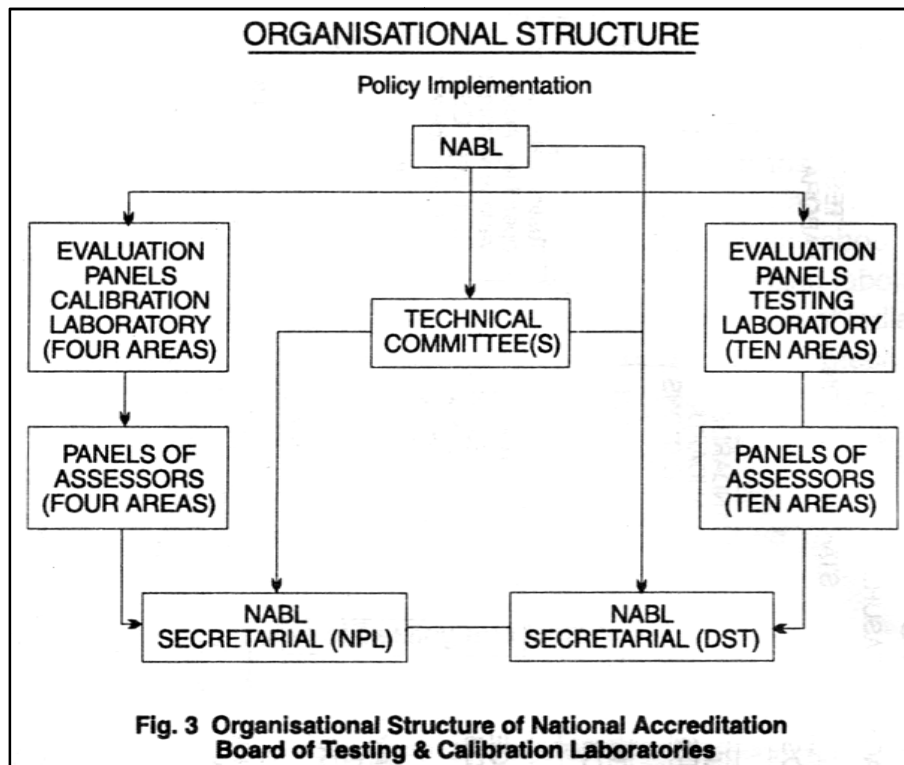 ORGANISATIONAL STRUCTURE
Policy Implementation
NABL
EVALUATION
PANELS
CALIBRATION
LABORATORY
(FOUR AREAS)
TECHNICAL
COMMITTEE(S)
EVALUATION
PANELS
TESTING
LABORATORY
(TEN AREAS)
PANELS OF
ASSESSORS
(FOUR AREAS)
PANELS OF
ASSESSORS
(TEN AREAS)
NABL
SECRETARIAL (NPL)
NABL
SECRETARIAL (DST)
Fig. 3 Organisational Structure of National Accreditation
Board of Testing & Calibration Laboratories